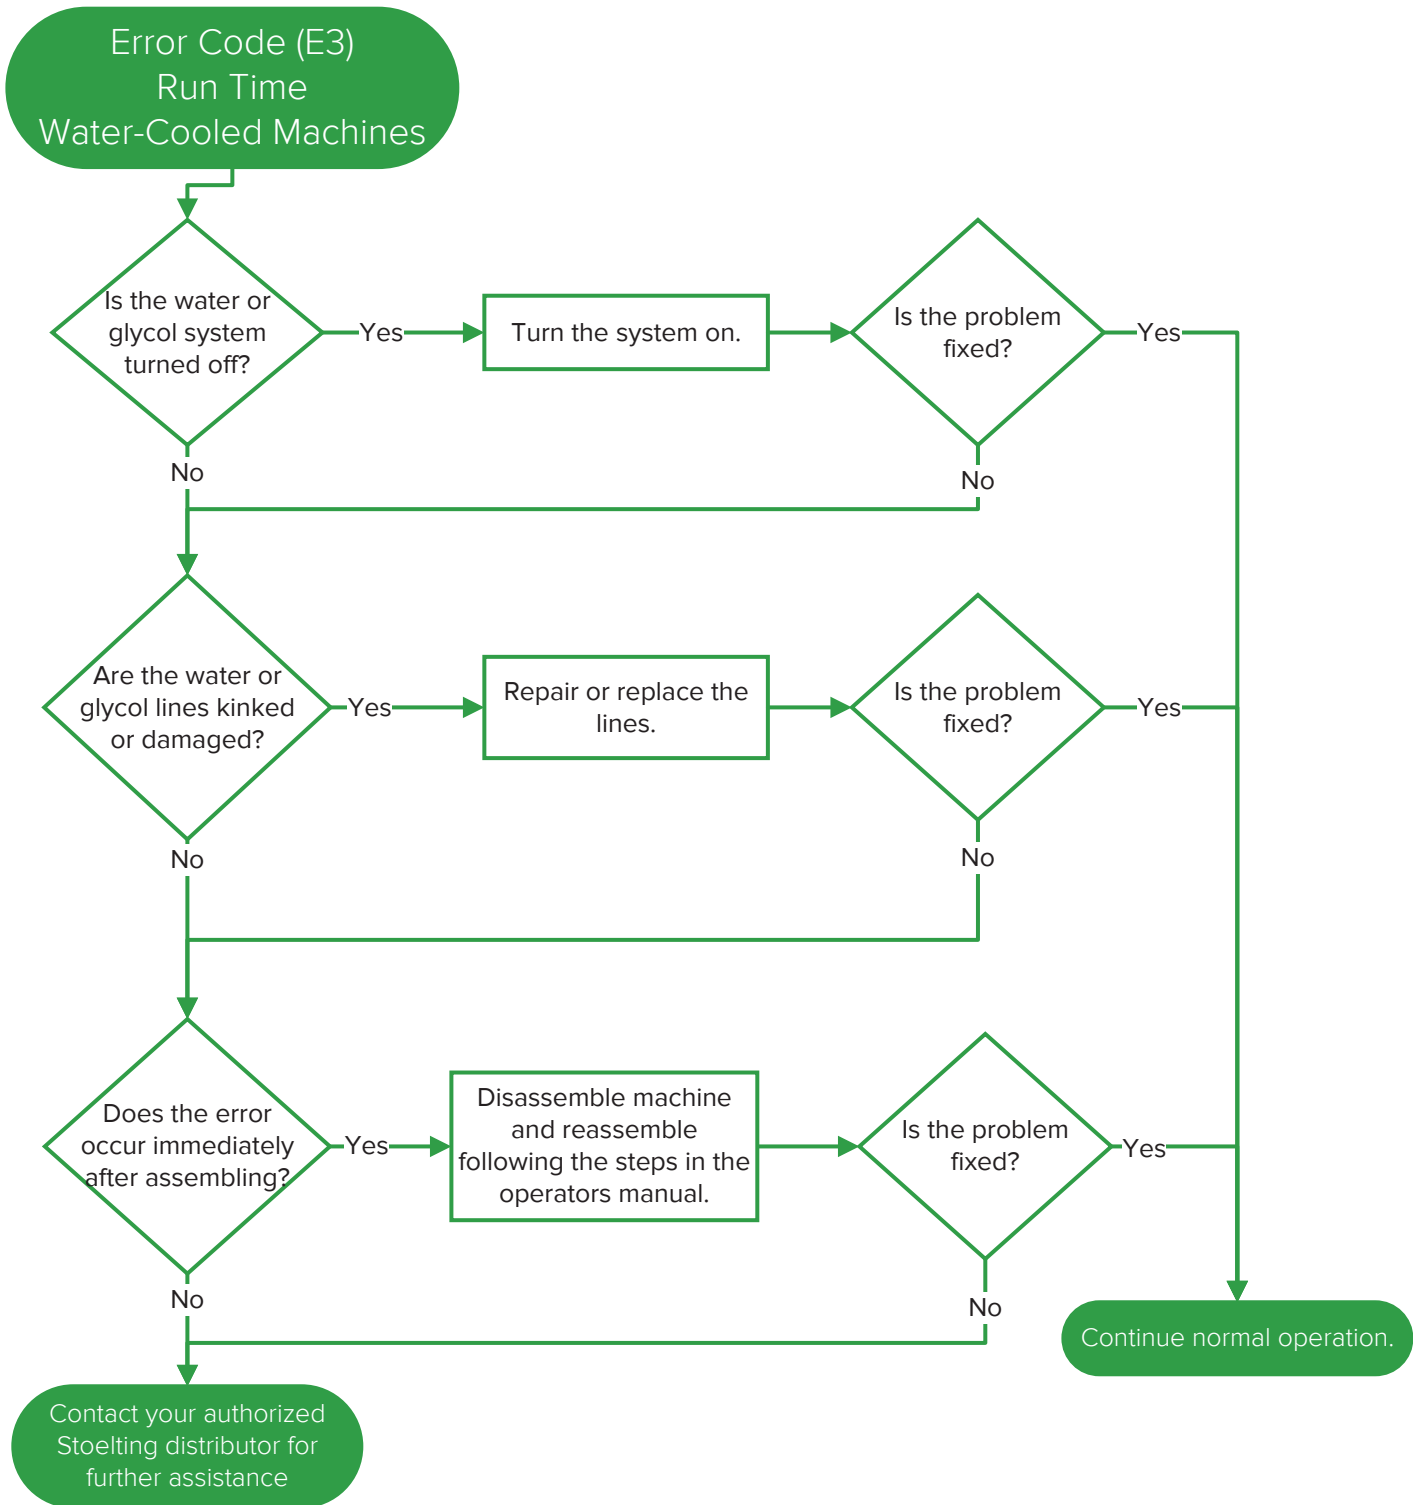 Error Code (E3)
Run Time
Water-Cooled Machines
Is the water or
glycol system
turned off?
Yes
Turn the system on.
Is the problem
fixed?
Yes
No
No
Are the water or
glycol lines kinked
or damaged?
Yes
Repair or replace the
lines.
Is the problem
fixed?
Yes
No
No
Does the error
occur immediately
after assembling?
Yes
Disassemble machine
and reassemble
following the steps in the
operators manual.
Is the problem
fixed?
Yes
No
No
Continue normal operation.
Contact your authorized
Stoelting distributor for
further assistance